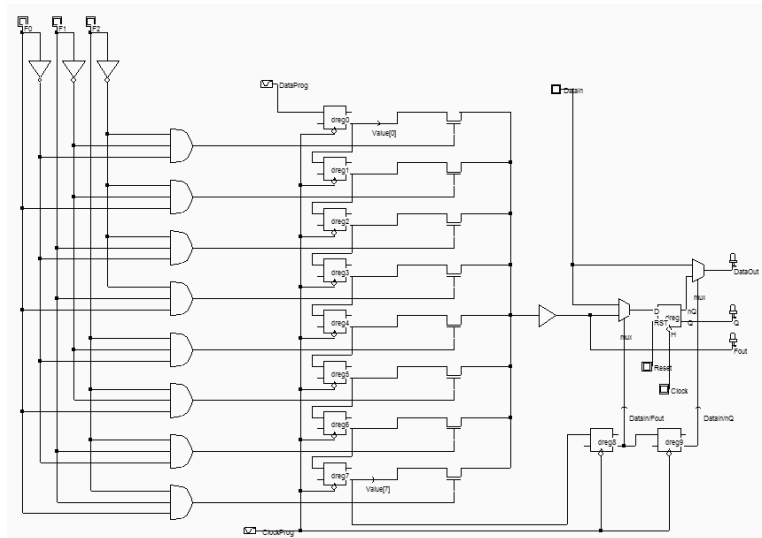 F0
F1
F2
DataProg
DataIn
dreg0
Value[0]
dreg1
dreg2
dreg3
dreg4
dreg5
dreg6
dreg7
Value[7]
mux
DataOut
D
RST
dreg
nQ
Q
H
mux
Q
Fout
Reset
Clock
DataIn/Fout
DataIn/nQ
dreg8
dreg9
ClockProg